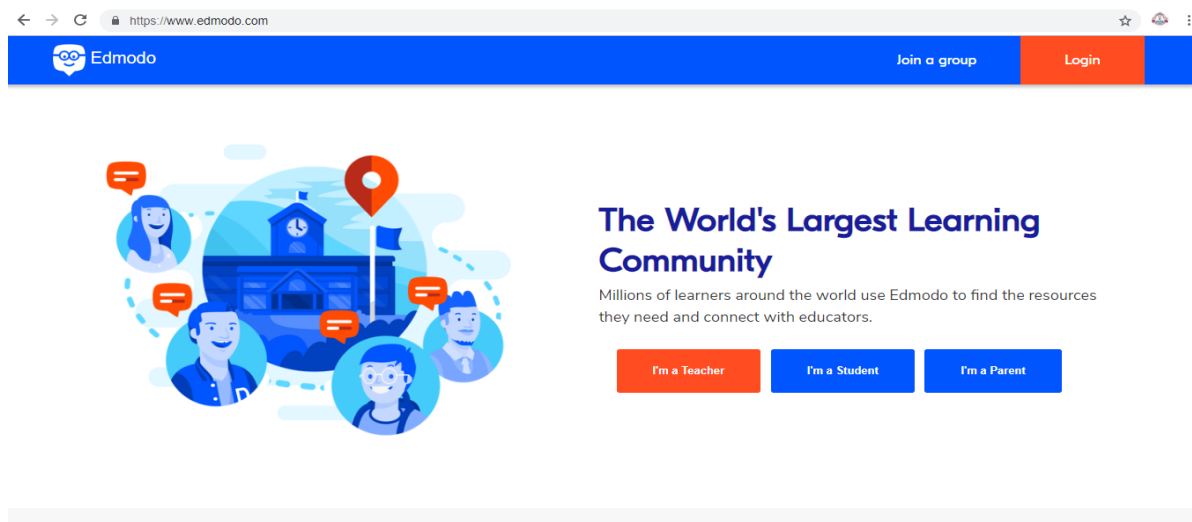 https://www.edmodo.com
Edmodo
Join a group
Login
The World's Largest Learning
Community
Millions of learners around the world use Edmodo to find the resources
they need and connect with educators.
I'm a Teacher
I'm a Student
I'm a Parent